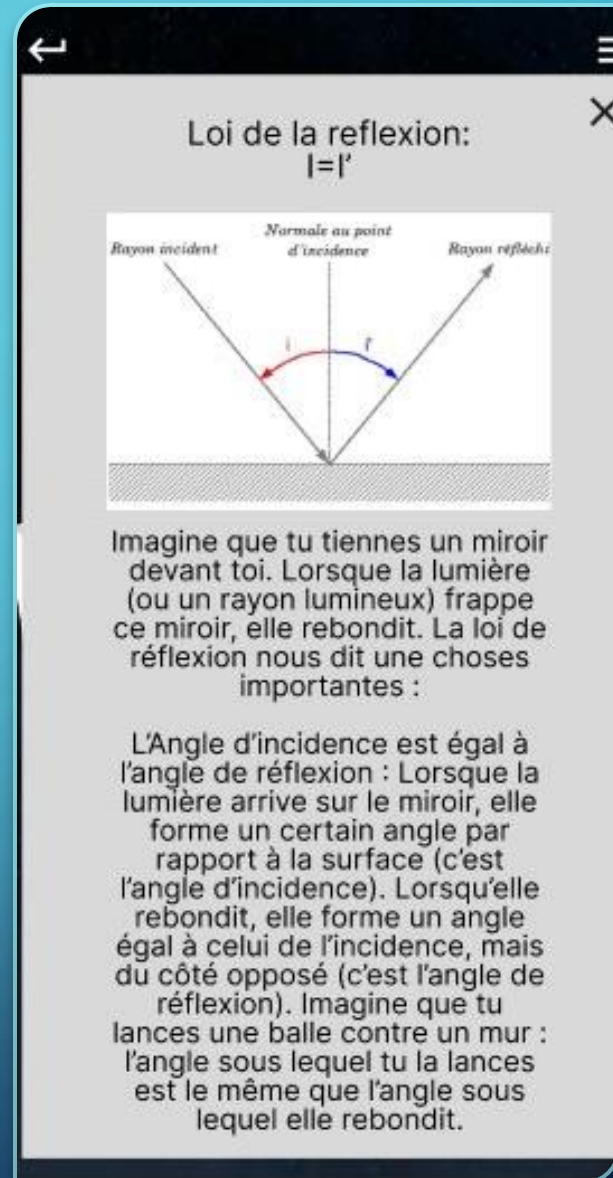 Loi de la reflexion:
I=I’
Normale au point
Rayon incident d'incidence Rayon réfléchi
i i'
Imagine que tu tiennes un miroir
devant toi. Lorsque la lumière
(ou un rayon lumineux) frappe
ce miroir, elle rebondit. La loi de
réflexion nous dit une choses
importantes :
L’Angle d’incidence est égal à
l’angle de réflexion : Lorsque la
lumière arrive sur le miroir, elle
forme un certain angle par
rapport à la surface (c’est
l’angle d’incidence). Lorsqu’elle
rebondit, elle forme un angle
égal à celui de l’incidence, mais
du côté opposé (c’est l’angle de
réflexion). Imagine que tu
lances une balle contre un mur :
l’angle sous lequel tu la lances
est le même que l’angle sous
lequel elle rebondit.